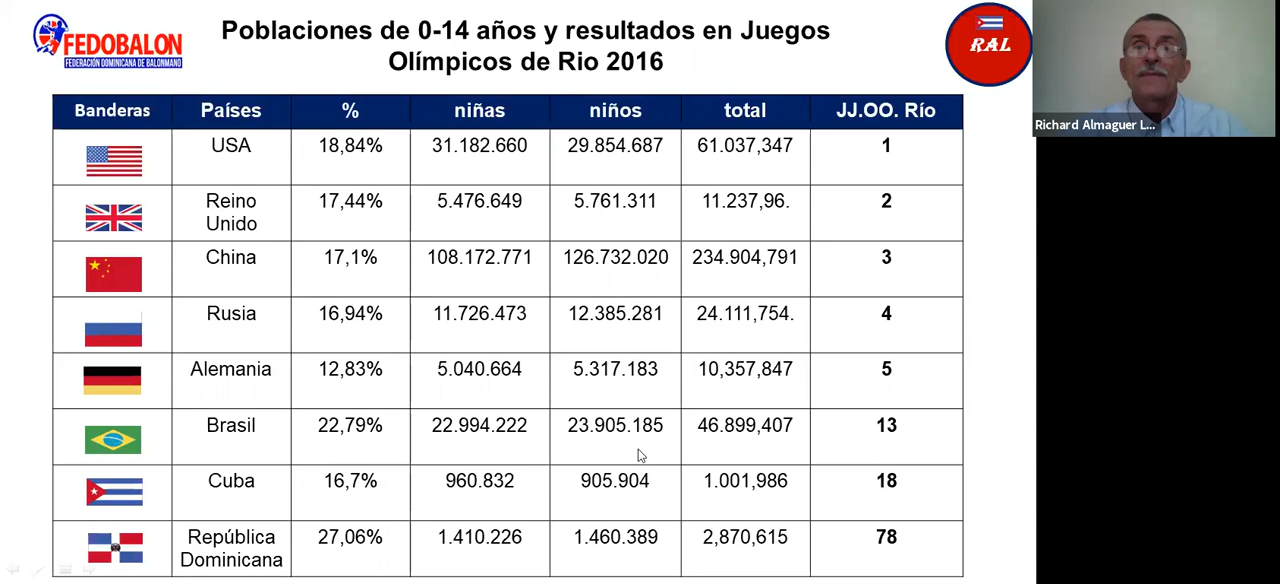 FEDOBALON
FEDERACIÓN DOMINICANA DE BALONMANO
Poblaciones de 0-14 años y resultados en Juegos
Olímpicos de Rio 2016
RAL
Richard Almaguer L...
Banderas Países % niñas niños total JJ.OO. Río
USA 18,84% 31.182.660 29.854.687 61.037,347 1
Reino
Unido 17,44% 5.476.649 5.761.311 11.237,96. 2
China 17,1% 108.172.771 126.732.020 234.904,791 3
Rusia 16,94% 11.726.473 12.385.281 24.111,754. 4
Alemania 12,83% 5.040.664 5.317.183 10,357,847 5
Brasil 22,79% 22.994.222 23.905.185 46.899,407 13
Cuba 16,7% 960.832 905.904 1.001,986 18
República
Dominicana 27,06% 1.410.226 1.460.389 2,870,615 78